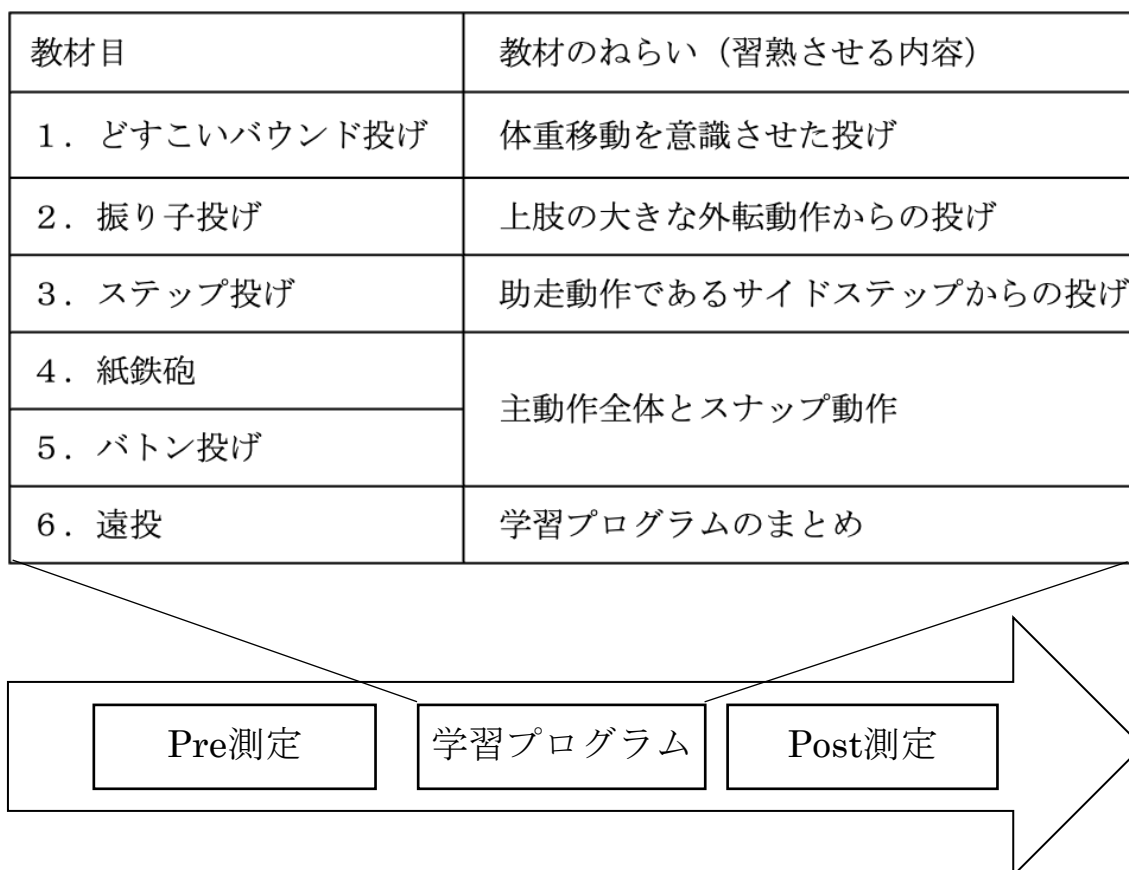 教材目
教材のねらい（習熟させる内容）
１．どすこいバウンド投げ
体重移動を意識させた投げ
２．振り子投げ
上肢の大きな外転動作からの投げ
３．ステップ投げ
助走動作であるサイドステップからの投げ
４．紙鉄砲
主動作全体とスナップ動作
５．バトン投げ
６．遠投
学習プログラムのまとめ
Pre測定
学習プログラム
Post測定